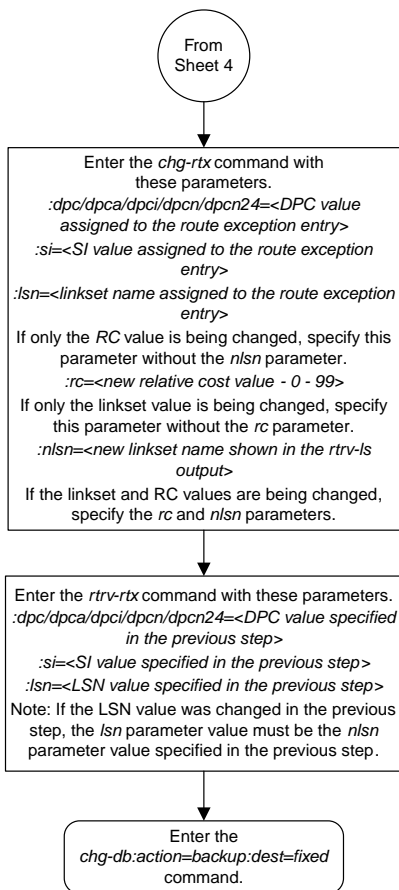 From
Sheet 4
Enter the chg-rtx command with
these parameters.
:dpc/dpca/dpci/dpcn/dpcn24=<DPC value
assigned to the route exception entry>
:si=<SI value assigned to the route exception
entry>
:lsn=<linkset name assigned to the route exception
entry>
If only the RC value is being changed, specify this
parameter without the nlsn parameter.
:rc=<new relative cost value - 0 - 99>
If only the linkset value is being changed, specify
this parameter without the rc parameter.
:nlsn=<new linkset name shown in the rtrv-ls
output>
If the linkset and RC values are being changed,
specify the rc and nlsn parameters.
Enter the rtrv-rtx command with these parameters.
:dpc/dpca/dpci/dpcn/dpcn24=<DPC value specified
in the previous step>
:si=<SI value specified in the previous step>
:lsn=<LSN value specified in the previous step>
Note: If the LSN value was changed in the previous
step, the lsn parameter value must be the nlsn
parameter value specified in the previous step.
Enter the
chg-db:action=backup:dest=fixed
command.